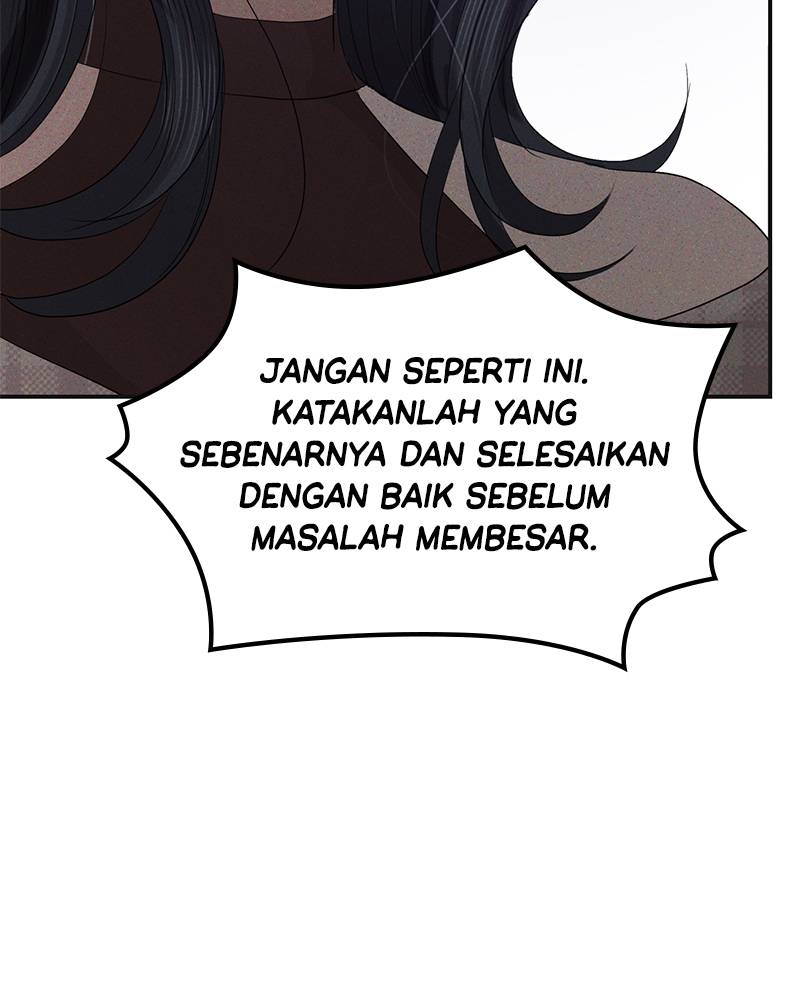 JANGAN SEPERTI INI.
KATAKANLAH YANG
SEBENARNYA DAN SELESAIKAN
DENGAN BAIK SEBELUM
MASALAH MEMBESAR.